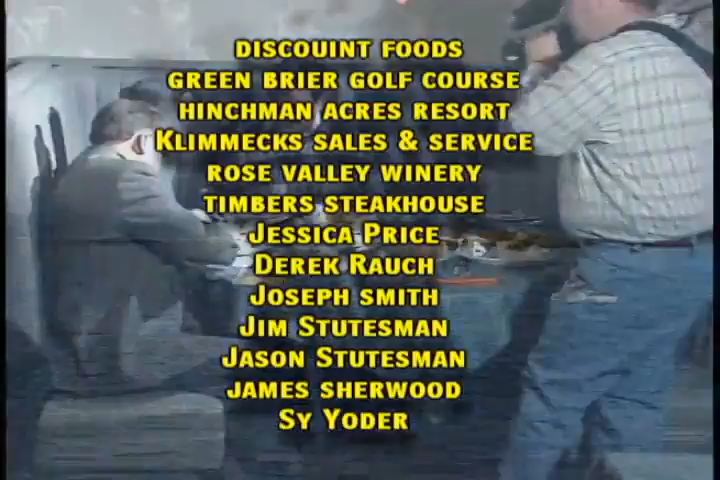 DISCOUINT FOODS
GREEN BRIER GOLF COURSE
HINCHMAN ACRES RESORT
KLIMMECKS SALES & SERVICE
ROSE VALLEY WINERY
TIMBERS STEAKHOUSE
JESSICA PRICE
DEREK RAUCH
JOSEPH SMITH
JIM STUTESMAN
JASON STUTESMAN
JAMES SHERWOOD
SY YODER